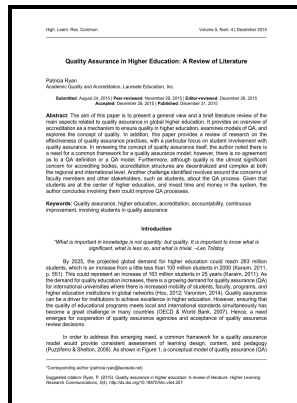 High. Learn. Res. Commun.                Volume 5, Num. 4 | December 2015
Quality Assurance in Higher Education: A Review of Literature
Patricia Ryan
Academic Quality and Accreditation, Laureate Education, Inc.
Submitted: August 24, 2015 | Peer-reviewed: November 29, 2015 | Editor-reviewed: December 26, 2015
Accepted: December 26, 2015 | Published: December 31, 2015
Abstract: The aim of this paper is to present a general view and a brief literature review of the
main aspects related to quality assurance in global higher education. It provides an overview of
accreditation as a mechanism to ensure quality in higher education, examines models of QA, and
explores the concept of quality. In addition, this paper provides a review of research on the
effectiveness of quality assurance practices, with a particular focus on student involvement with
quality assurance. In reviewing the concept of quality assurance itself, the author noted there is
a need for a common framework for a quality assurance model; however, there is no agreement
as to a QA definition or a QA model. Furthermore, although quality is the utmost significant
concern for accrediting bodies, accreditation structures are decentralized and complex at both
the regional and international level. Another challenge identified revolves around the concerns of
faculty members and other stakeholders, such as students, about the QA process. Given that
students are at the center of higher education, and invest time and money in the system, the
author concludes involving them could improve QA processes.
Keywords: Quality assurance, higher education, accreditation, accountability, continuous
improvement, involving students in quality assurance
Introduction
“What is important in knowledge is not quantity, but quality. It is important to know what is
significant, what is less so, and what is trivial. –Leo Tolstoy
By 2025, the projected global demand for higher education could reach 263 million
students, which is an increase from a little less than 100 million students in 2000 (Karaim, 2011,
p. 551). This could represent an increase of 163 million students in 25 years (Karaim, 2011). As
the demand for quality education increases, there is a growing demand for quality assurance (QA)
for international universities where there is increased mobility of students, faculty, programs, and
higher education institutions in global networks (Hou, 2012; Varonism, 2014). Quality assurance
can be a driver for institutions to achieve excellence in higher education. However, ensuring that
the quality of educational programs meets local and international standards simultaneously has
become a great challenge in many countries (OECD & World Bank, 2007). Hence, a need
emerges for cooperation of quality assurance agencies and acceptance of quality assurance
review decisions.
In order to address this emerging need, a common framework for a quality assurance
model would provide consistent assessment of learning design, content, and pedagogy
(Puzziferro & Shelton, 2008). As shown in Figure 1, a conceptual model of quality assurance (QA)
*Corresponding author (patricia.ryan@laureate.net)
Suggested citation: Ryan, P. (2015). Quality assurance in higher education: A review of literature. Higher Learning
Research Communications, 5(4). http://dx.doi.org/10.18870/hlrc.v5i4.257